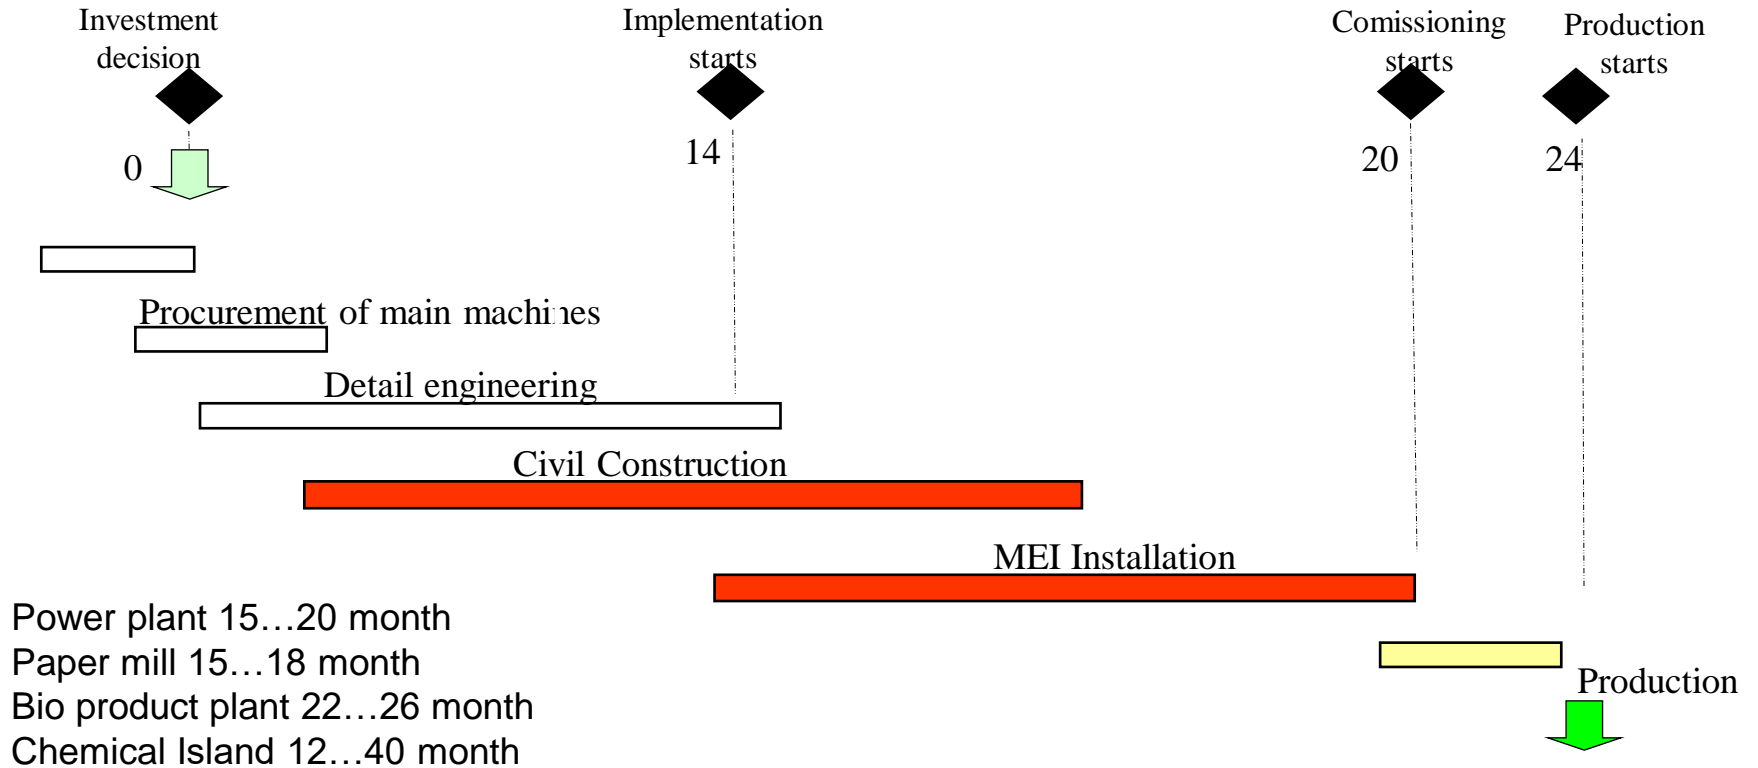 Investment
decision
Implementation
starts
Comissioning
starts
Production
starts
0
14
20
24
Procurement of main machines
Detail engineering
Civil Construction
MEI Installation
Power plant 15…20 month
Paper mill 15…18 month
Bio product plant 22…26 month
Chemical Island 12…40 month
Production